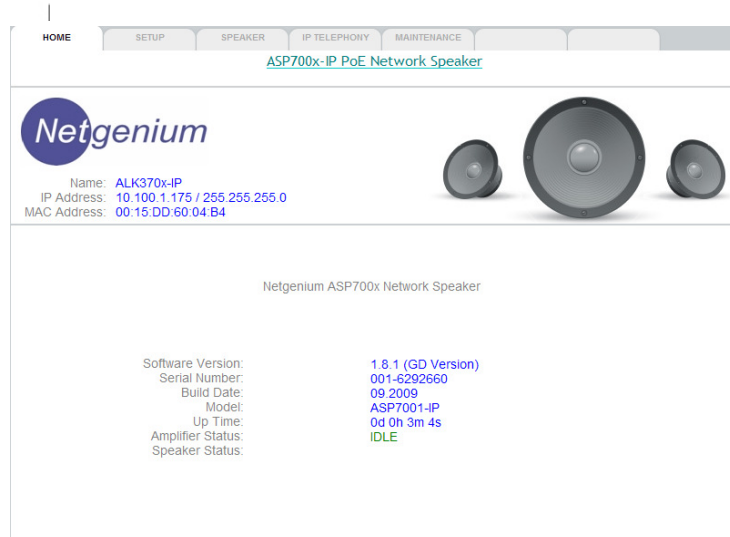 HOME SETUP SPEAKER IP TELEPHONY MAINTENANCE
ASP700x-IP PoE Network Speaker
Netgenium
Name: ALK370x-IP
IP Address: 10.100.1.175 / 255.255.255.0
MAC Address: 00:15:DD:60:04:B4
Netgenium ASP700x Network Speaker
Software Version: 1.8.1 (GD Version)
Serial Number: 001-6292660
Build Date: 09.2009
Model: ASP7001-IP
Up Time: 0d 0h 3m 4s
Amplifier Status: IDLE
Speaker Status: